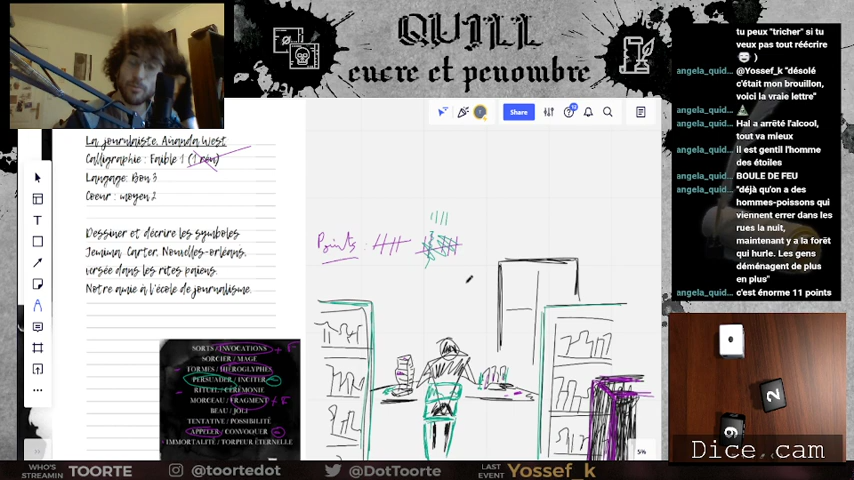 QUILL
encre et penombre
Share
La journaliste, Amanda West
Calligraphie : Faible 1 (1 réu)
Langage: Bon 3
Coeur : moyen 2
Dessiner et décrire les symboles
Jemima Carter, Nouvelles-orléans,
versée dans les rites païens.
Notre amie à l'école de journalisme.
Points :
SORTS / INVOCATIONS
SORCIER / MAGE
FORMES / HIÉROGLYPHES
PERSUADER / INCITER
RITUEL / CÉRÉMONIE
MORCEAU / FRAGMENT
BEAU / JOLI
TENTATIVE / POSSIBILITÉ
APPELER / CONVOQUER
IMMORTALITÉ / TORPEUR ÉTERNELLE
5%
tu peux "tricher" si tu
veux pas tout réécrire
)
angela_quid... @Yossef_k "désolé
c'était mon brouillon,
voici la vraie lettre"
angela_quid...
angela_quid... Hal a arrêté l'alcool,
tout va mieux
angela_quid... il est gentil l'homme
des étoiles
angela_quid... BOULE DE FEU
angela_quid... "déjà qu'on a des
hommes-poissons qui
viennent errer dans les
rues la nuit,
maintenant y a la forêt
qui hurle. Les gens
déménagent de plus
en plus"
angela_quid... c'est énorme 11 points
2
Dice.cam
WHO'S STREAMIN TOORTE @toortedot @DotToorte LAST EVENT Yossef_k